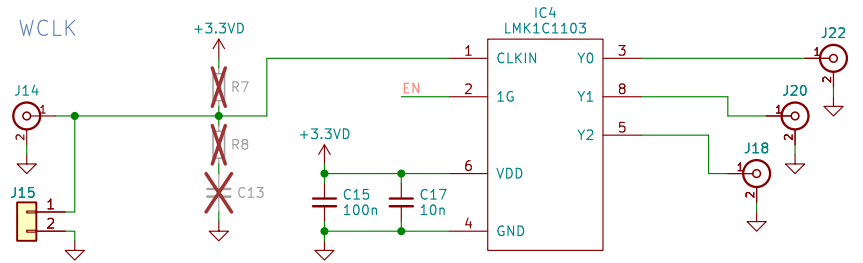 WCLK
+3.3VD
IC4
LMK1C1103
J22
J14
R7
1 CLKIN Y0 3
1
2
EN
2 1G Y1 8
J20
1
2
1
2
R8
Y2 5
J18
+3.3VD
6 VDD
1
2
J15
1
2
C13
C15
100n
C17
10n
4 GND